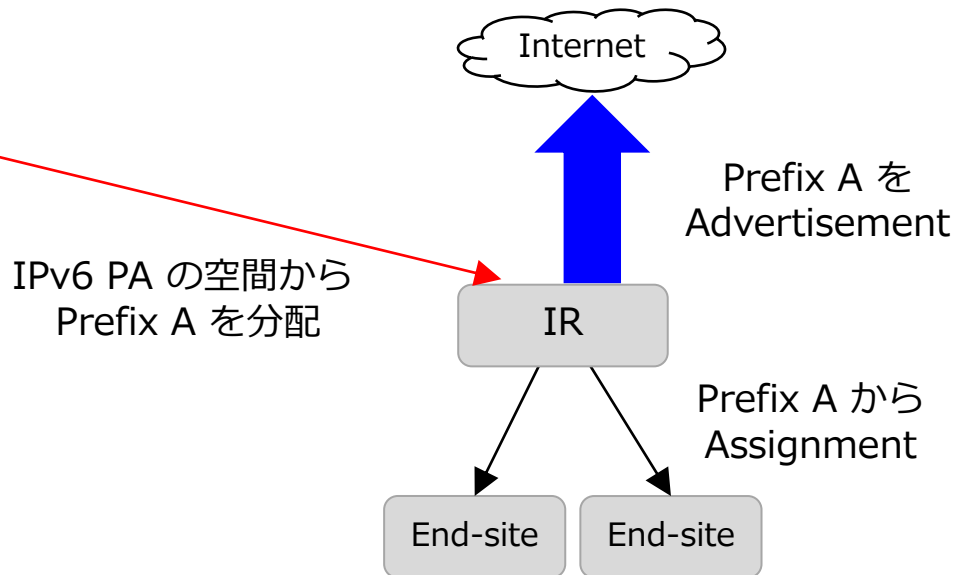 Internet
Prefix A を
Advertisement
IPv6 PA の空間から
Prefix A を分配
IR
Prefix A から
Assignment
End-site
End-site